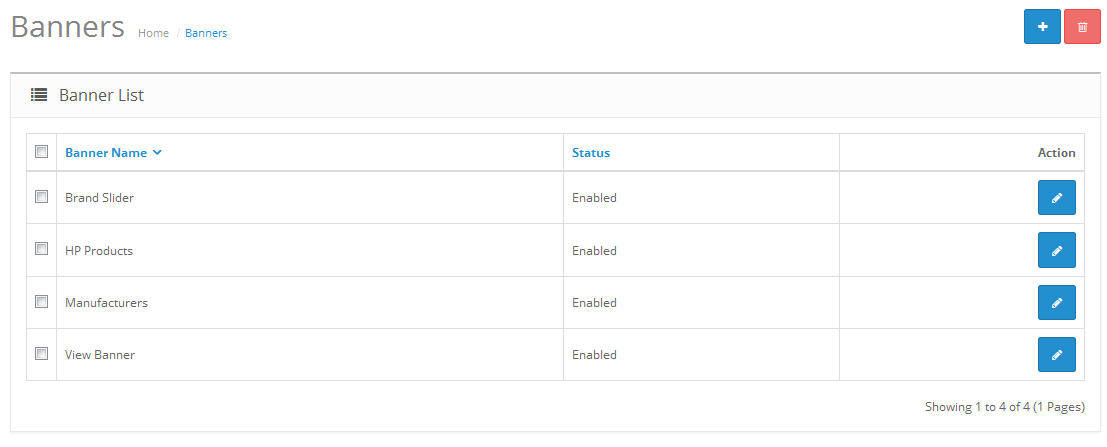 Banners Home / Banners
Banner List
Banner Name Status Action
Brand Slider Enabled
HP Products Enabled
Manufacturers Enabled
View Banner Enabled
Showing 1 to 4 of 4 (1 Pages)